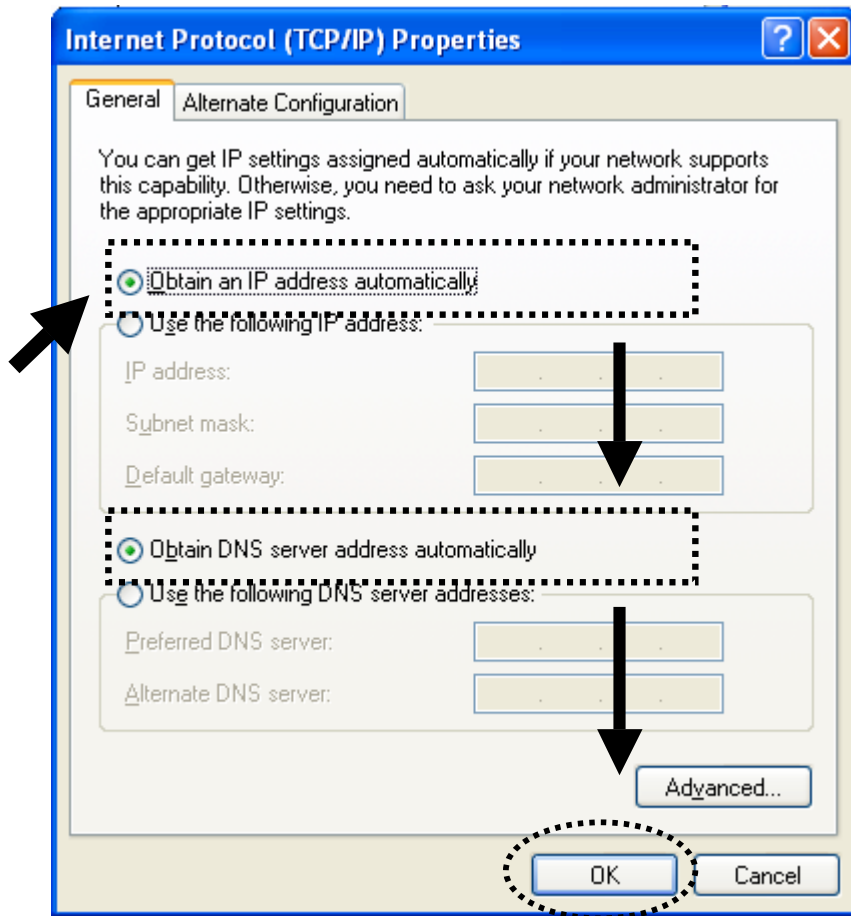 Internet Protocol (TCP/IP) Properties
General
Alternate Configuration
You can get IP settings assigned automatically if your network supports
this capability. Otherwise, you need to ask your network administrator for
the appropriate IP settings.
Obtain an IP address automatically
Use the following IP address:
IP address:
Subnet mask:
Default gateway:
Obtain DNS server address automatically
Use the following DNS server addresses:
Preferred DNS server:
Alternate DNS server:
Advanced...
OK
Cancel